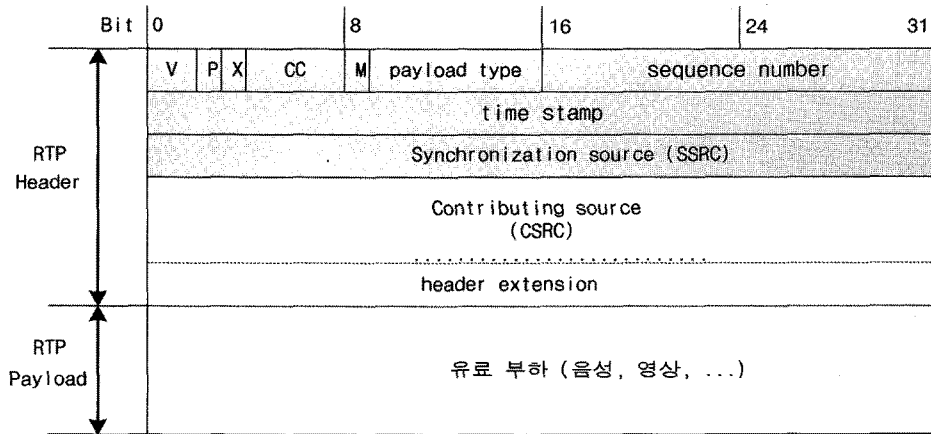 Bit 0 8 16 24 31
V P X CC M payload type sequence number
time stamp
Synchronization source (SSRC)
RTP
Header
Contributing source
(CSRC)
header extension
RTP
Payload
유료 부하 (음성, 영상, ...)